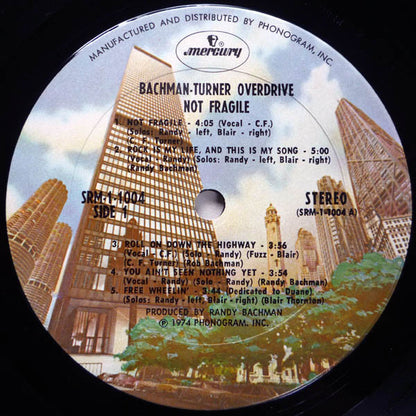 MANUFACTURED AND DISTRIBUTED BY PHONOGRAM, INC.
mercury
BACHMAN-TURNER OVERDRIVE
NOT FRAGILE
1. NOT FRAGILE - 4:05 (Vocal - C.F.)
(Solos: Randy - left, Blair - right)
(C. F. Turner)
2. ROCK IS MY LIFE, AND THIS IS MY SONG - 5:00
(Vocal - Randy) (Solos: Randy - left, Blair - right)
(Randy Bachman)
SRM-1-1004
SIDE 1
STEREO
(SRM-1-1004 A)
3. ROLL ON DOWN THE HIGHWAY - 3:56
(Vocal - C.F.) (Solo - Randy) (Fuzz - Blair)
(C. F. Turner) (Rob Bachman)
4. YOU AIN'T SEEN NOTHING YET - 3:54
(Vocal - Randy) (Solo - Randy) (Randy Bachman)
5. FREE WHEELIN' - 3:44 (Dedicated to Duane)
(Solos: Randy - left, Blair - right) (Blair Thornton)
PRODUCED BY RANDY BACHMAN
℗ 1974 PHONOGRAM, INC.